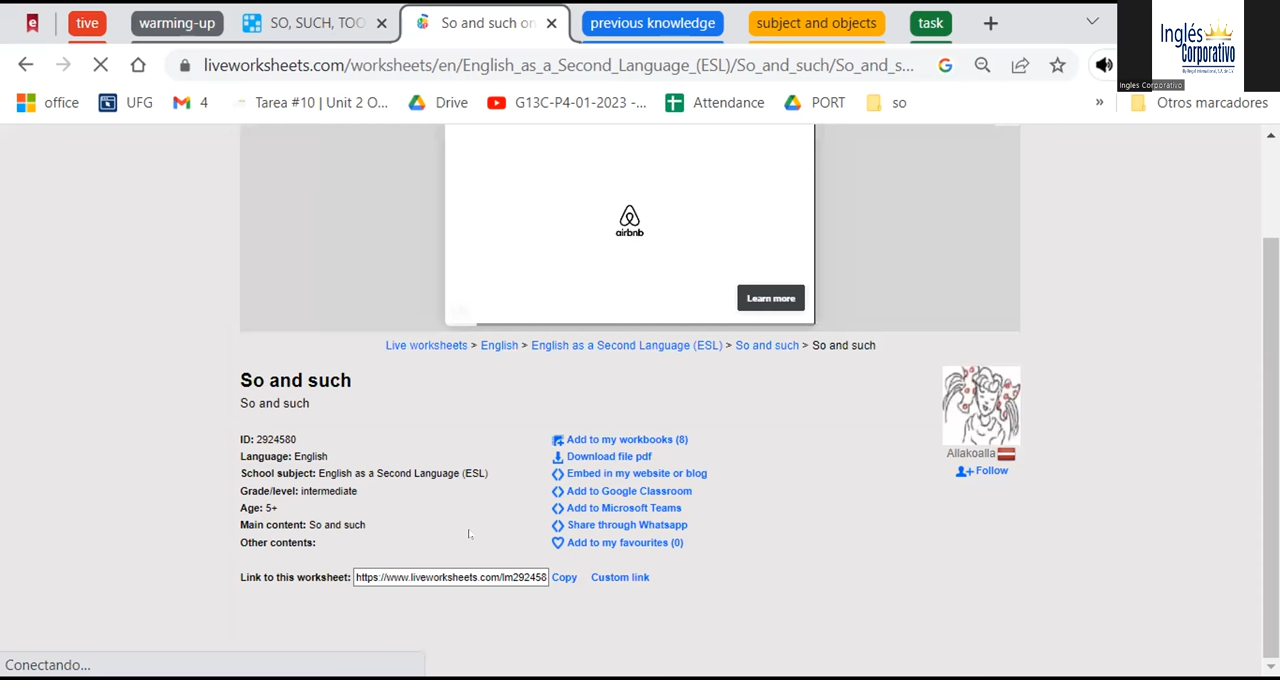 live
warming-up
SO, SUCH, TOO
So and such on
previous knowledge
subject and objects
task
Inglés
Corporativo
Ingles Corporativo
liveworksheets.com/worksheets/en/English_as_a_Second_Language_(ESL)/So_and_such/So_and_s...
office
UFG
4
Tarea #10 | Unit 2 O...
Drive
G13C-P4-01-2023 -...
Attendance
PORT
so
»
Otros marcadores
airbnb
Learn more
Live worksheets > English > English as a Second Language (ESL) > So and such > So and such
So and such
So and such
ID: 2924580
Language: English
School subject: English as a Second Language (ESL)
Grade/level: intermediate
Age: 5+
Main content: So and such
Other contents:
Add to my workbooks (8)
Download file pdf
Embed in my website or blog
Add to Google Classroom
Add to Microsoft Teams
Share through Whatsapp
Add to my favourites (0)
Allakoalla
Follow
Link to this worksheet: https://www.liveworksheets.com/lm292458 Copy Custom link
Conectando...